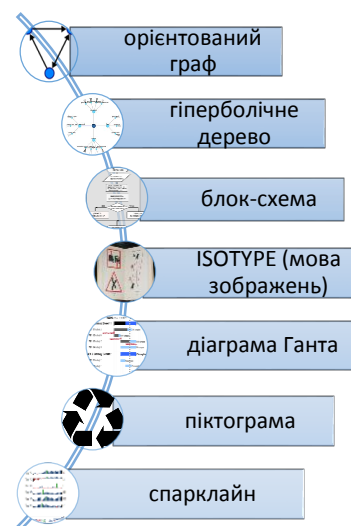 орієнтований
граф
гіперболічне
дерево
блок-схема
ISOTYPE (мова
зображень)
діаграма Ганта
піктограма
спарклайн